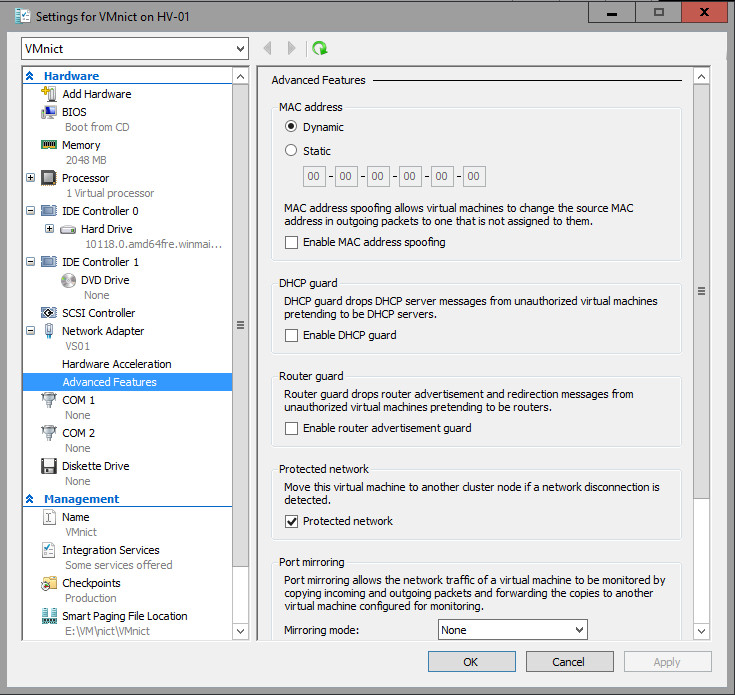 Settings for VMnict on HV-01
VMnict
Hardware
Add Hardware
BIOS
Boot from CD
Memory
2048 MB
Processor
1 Virtual processor
IDE Controller 0
Hard Drive
10118.0.amd64fre.winmai...
IDE Controller 1
DVD Drive
None
SCSI Controller
Network Adapter
VS01
Hardware Acceleration
Advanced Features
COM 1
None
COM 2
None
Diskette Drive
None
Management
Name
VMnict
Integration Services
Some services offered
Checkpoints
Production
Smart Paging File Location
E:\VM\nict\VMnict
Advanced Features
MAC address
Dynamic
Static
00 - 00 - 00 - 00 - 00 - 00
MAC address spoofing allows virtual machines to change the source MAC
address in outgoing packets to one that is not assigned to them.
Enable MAC address spoofing
DHCP guard
DHCP guard drops DHCP server messages from unauthorized virtual machines
pretending to be DHCP servers.
Enable DHCP guard
Router guard
Router guard drops router advertisement and redirection messages from
unauthorized virtual machines pretending to be routers.
Enable router advertisement guard
Protected network
Move this virtual machine to another cluster node if a network disconnection is
detected.
Protected network
Port mirroring
Port mirroring allows the network traffic of a virtual machine to be monitored by
copying incoming and outgoing packets and forwarding the copies to another
virtual machine configured for monitoring.
Mirroring mode: None
OK Cancel Apply